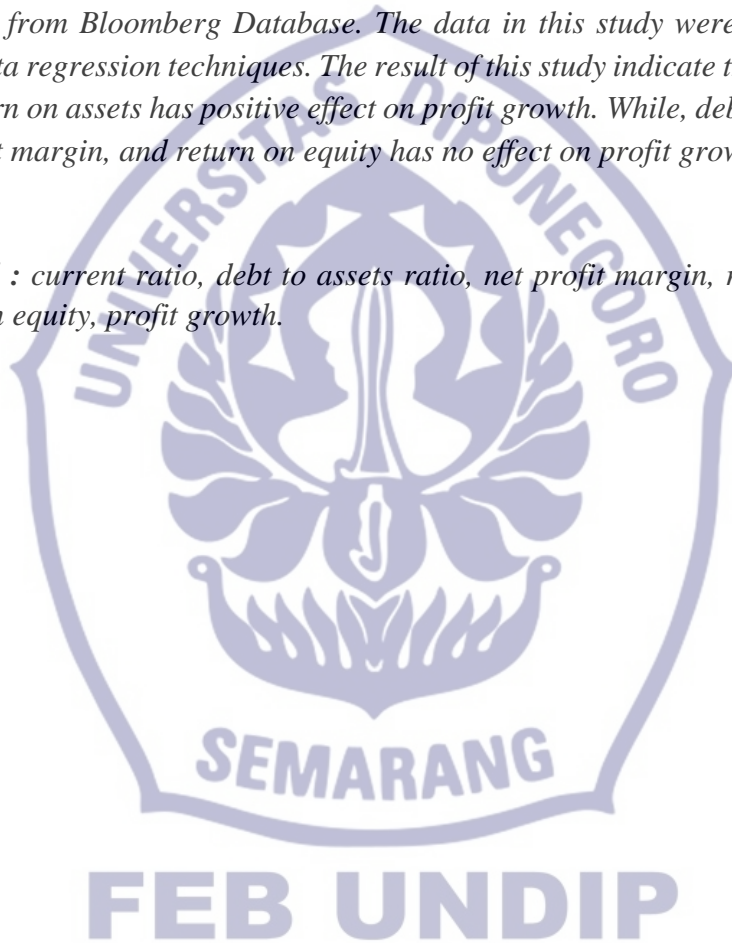 from Bloomberg Database. The data in this study were
ta regression techniques. The result of this study indicate t
rn on assets has positive effect on profit growth. While, deb
t margin, and return on equity has no effect on profit grow
: current ratio, debt to assets ratio, net profit margin, r
n equity, profit growth.
UNIVERSITAS DIPONEGORO
SEMARANG
FEB UNDIP